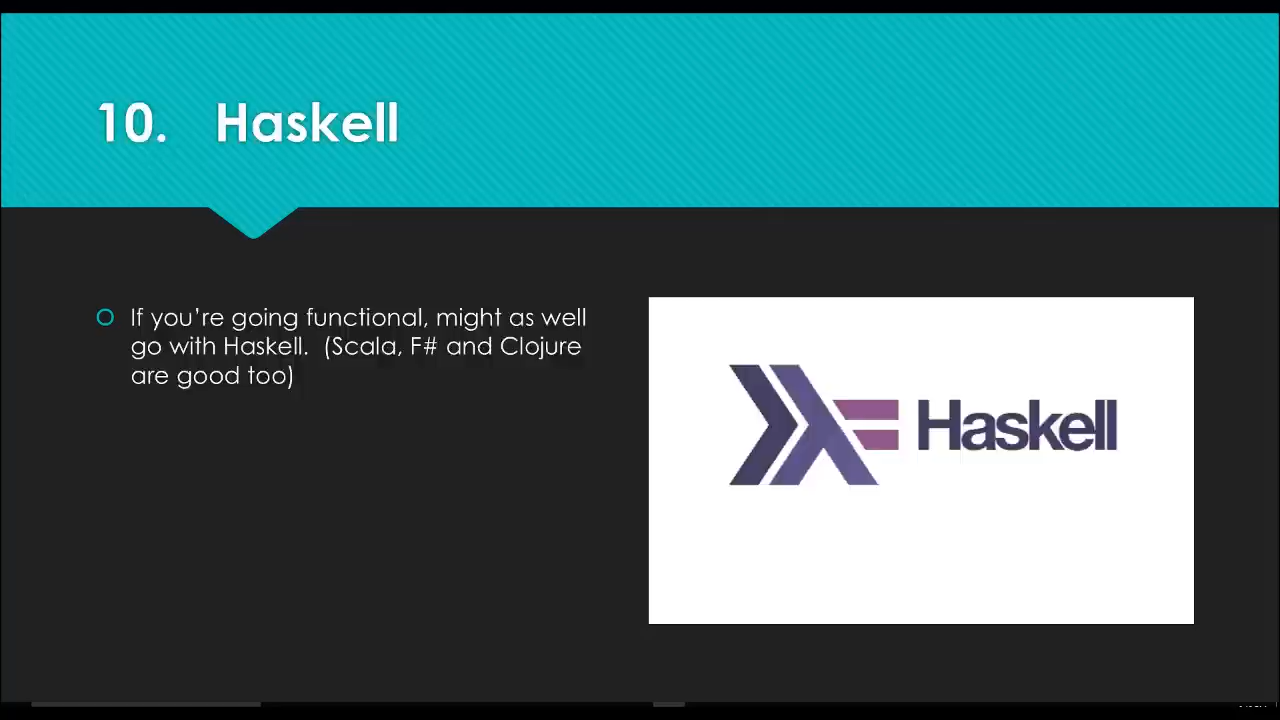 10. Haskell
If you're going functional, might as well
go with Haskell. (Scala, F# and Clojure
are good too)
Haskell